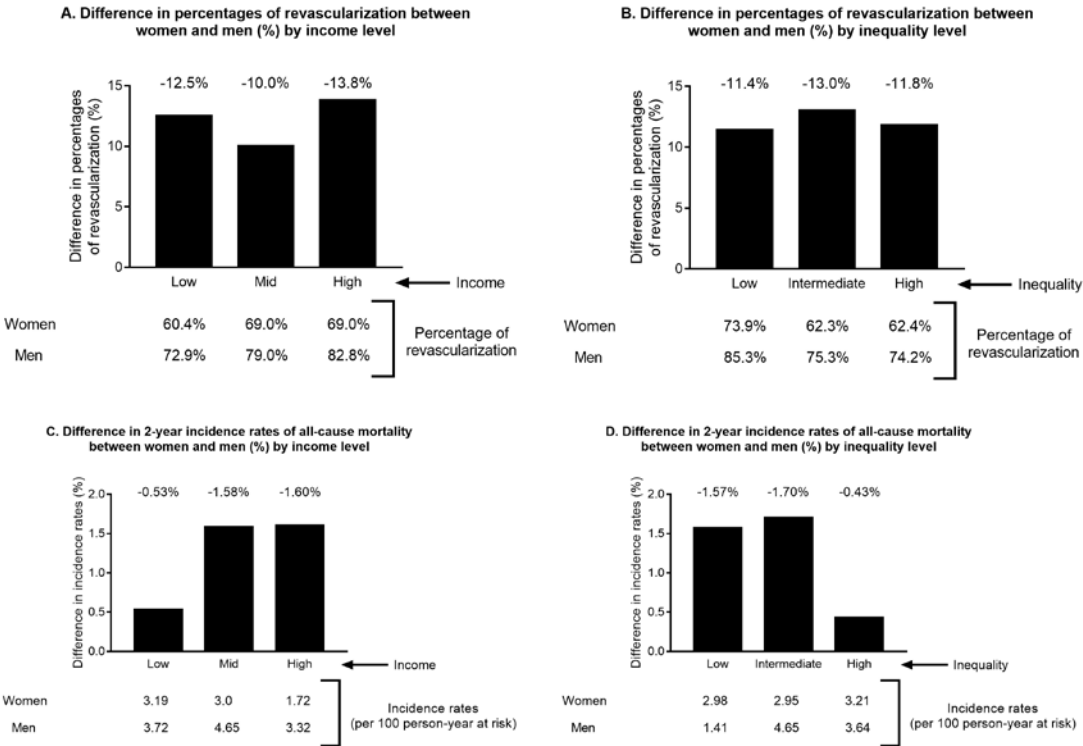 A. Difference in percentages of revascularization between
women and men (%) by income level
Difference in percentages
of revascularization (%)
-12.5% -10.0% -13.8%
15
10
5
0
Low Mid High Income
Women 60.4% 69.0% 69.0%
Men 72.9% 79.0% 82.8%
Percentage of
revascularization
B. Difference in percentages of revascularization between
women and men (%) by inequality level
Difference in percentages
of revascularization (%)
-11.4% -13.0% -11.8%
15
10
5
0
Low Intermediate High Inequality
Women 73.9% 62.3% 62.4%
Men 85.3% 75.3% 74.2%
Percentage of
revascularization
C. Difference in 2-year incidence rates of all-cause mortality
between women and men (%) by income level
Difference in incidence rates (%)
-0.53% -1.58% -1.60%
2.0
1.5
1.0
0.5
0.0
Low Mid High Income
Women 3.19 3.0 1.72
Men 3.72 4.65 3.32
Incidence rates
(per 100 person-year at risk)
D. Difference in 2-year incidence rates of all-cause mortality
between women and men (%) by inequality level
Difference in incidence rates (%)
-1.57% -1.70% -0.43%
2.0
1.5
1.0
0.5
0.0
Low Intermediate High Inequality
Women 2.98 2.95 3.21
Men 1.41 4.65 3.64
Incidence rates
(per 100 person-year at risk)